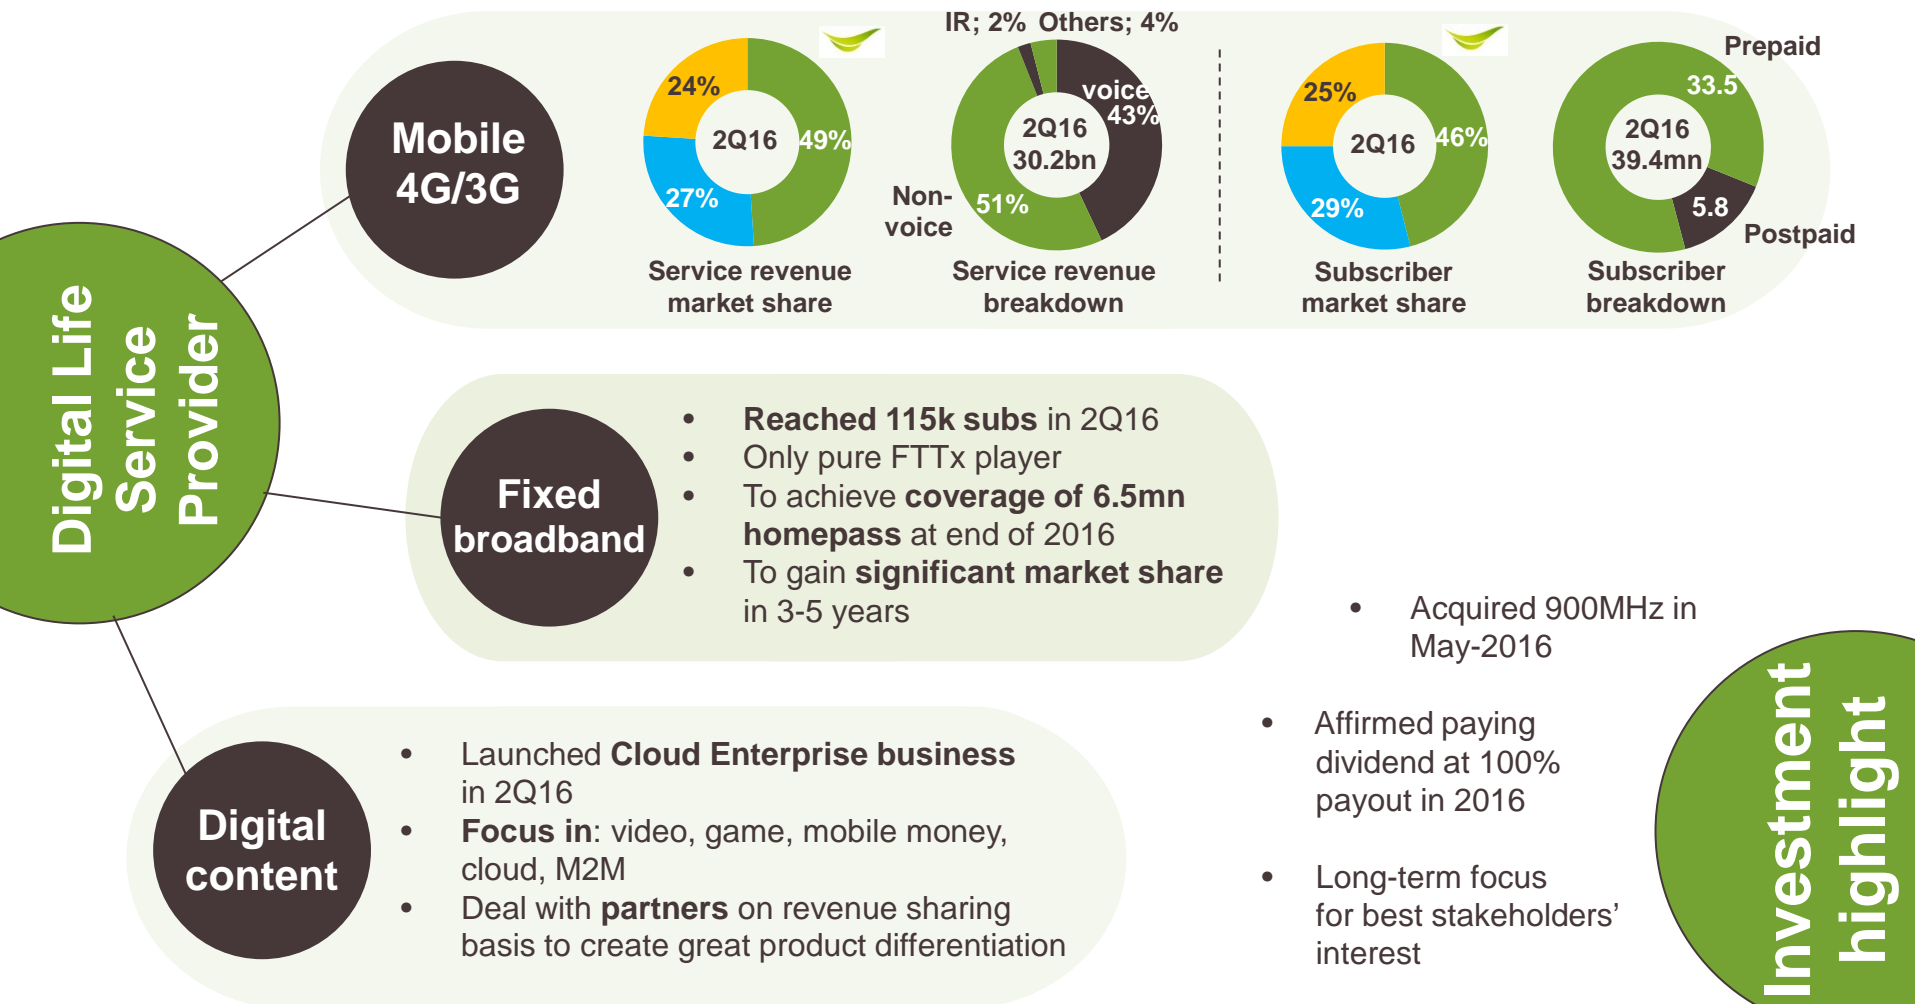 Digital Life
Service
Provider
Mobile
4G/3G
24%
2Q16
49%
27%
Service revenue
market share
IR; 2% Others; 4%
voice
43%
2Q16
30.2bn
Non-
voice
51%
Service revenue
breakdown
25%
2Q16
46%
29%
Subscriber
market share
Prepaid
33.5
2Q16
39.4mn
5.8
Postpaid
Subscriber
breakdown
Fixed
broadband
• Reached 115k subs in 2Q16
• Only pure FTTx player
• To achieve coverage of 6.5mn
homepass at end of 2016
• To gain significant market share
in 3-5 years
Digital
content
• Launched Cloud Enterprise business
in 2Q16
• Focus in: video, game, mobile money,
cloud, M2M
• Deal with partners on revenue sharing
basis to create great product differentiation
• Acquired 900MHz in
May-2016
• Affirmed paying
dividend at 100%
payout in 2016
• Long-term focus
for best stakeholders’
interest
Investment
highlight